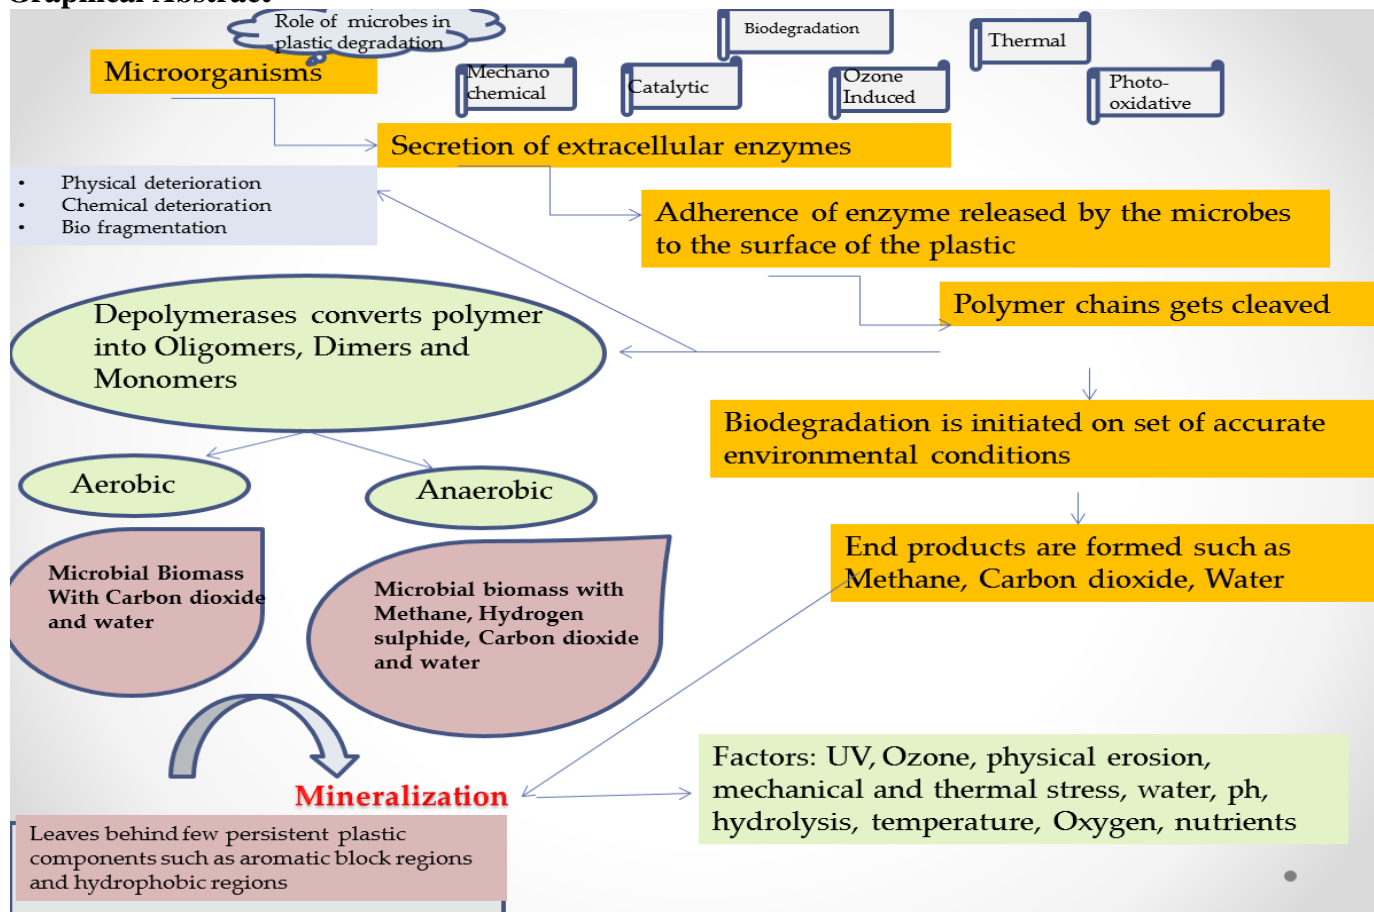 Graphical Abstract
Role of microbes in
plastic degradation
Biodegradation
Thermal
Microorganisms
Mechano
chemical
Catalytic
Ozone
Induced
Photo-
oxidative
Secretion of extracellular enzymes
• Physical deterioration
• Chemical deterioration
• Bio fragmentation
Adherence of enzyme released by the microbes
to the surface of the plastic
Polymer chains gets cleaved
Depolymerases converts polymer
into Oligomers, Dimers and
Monomers
Biodegradation is initiated on set of accurate
environmental conditions
Aerobic
Anaerobic
End products are formed such as
Methane, Carbon dioxide, Water
Microbial Biomass
With Carbon dioxide
and water
Microbial biomass with
Methane, Hydrogen
sulphide, Carbon dioxide
and water
Mineralization
Factors: UV, Ozone, physical erosion,
mechanical and thermal stress, water, ph,
hydrolysis, temperature, Oxygen, nutrients
Leaves behind few persistent plastic
components such as aromatic block regions
and hydrophobic regions